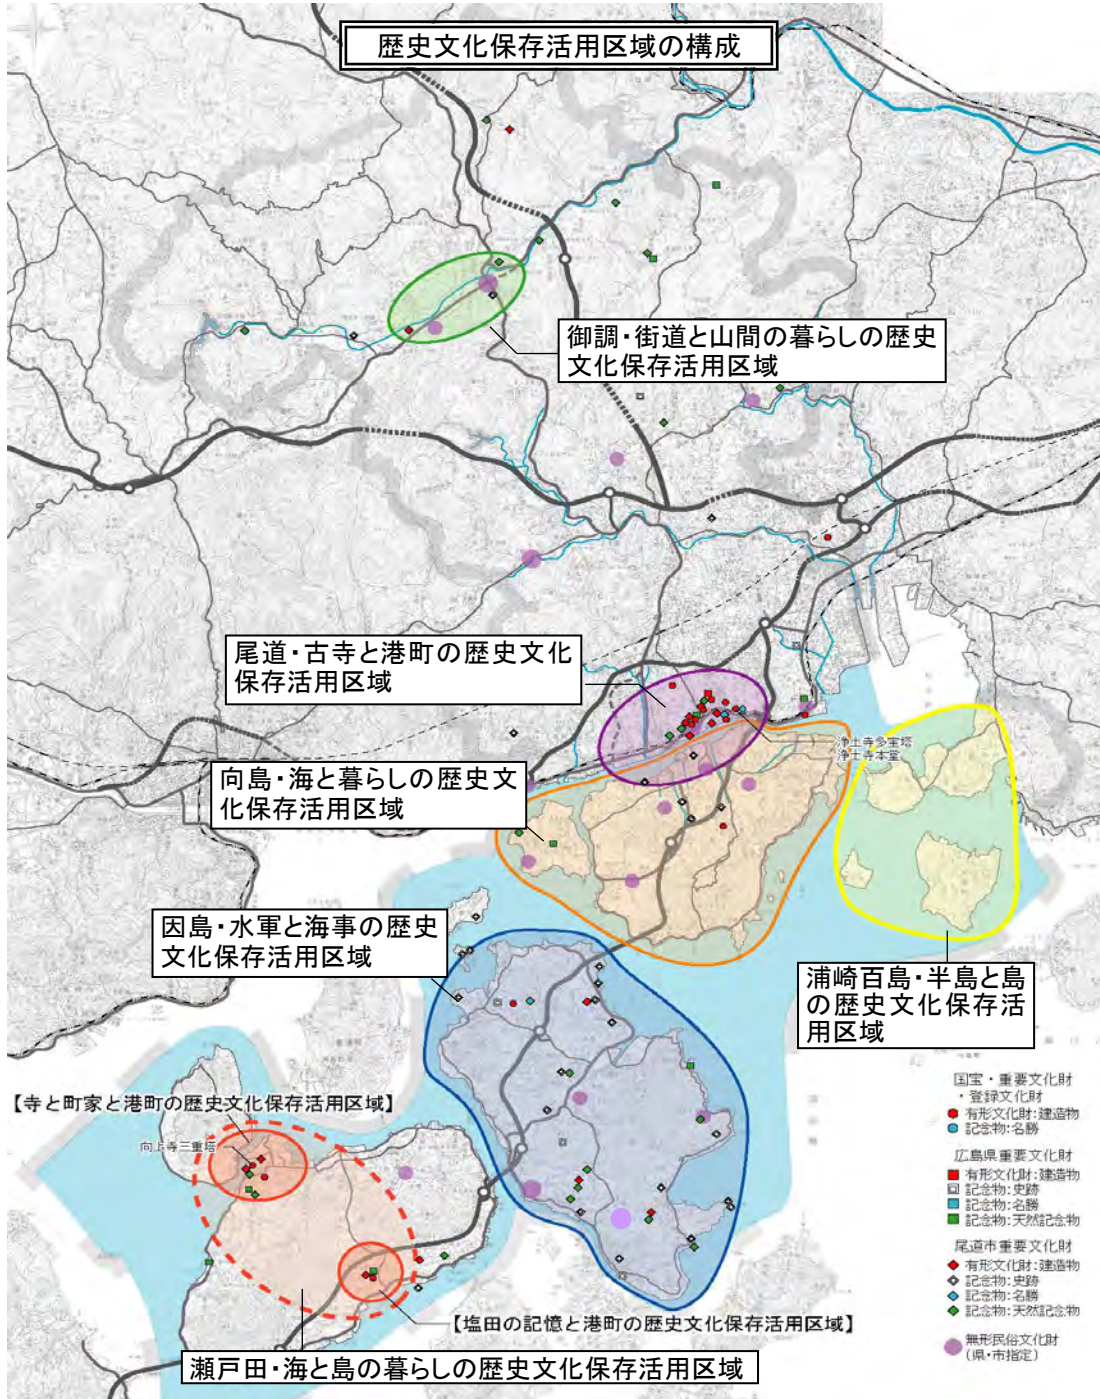 歴史文化保存活用区域の構成
御調・街道と山間の暮らしの歴史
文化保存活用区域
尾道・古寺と港町の歴史文化
保存活用区域
浄土寺多宝塔
浄土寺本堂
向島・海と暮らしの歴史文
化保存活用区域
因島・水軍と海事の歴史
文化保存活用区域
浦崎百島・半島と島
の歴史文化保存活
用区域
【寺と町家と港町の歴史文化保存活用区域】
向上寺三重塔
【塩田の記憶と港町の歴史文化保存活用区域】
瀬戸田・海と島の暮らしの歴史文化保存活用区域
国宝・重要文化財
・登録文化財
有形文化財:建造物
記念物:名勝
広島県重要文化財
有形文化財:建造物
記念物:史跡
記念物:名勝
記念物:天然記念物
尾道市重要文化財
有形文化財:建造物
記念物:史跡
記念物:名勝
記念物:天然記念物
無形民俗文化財
(県・市指定)